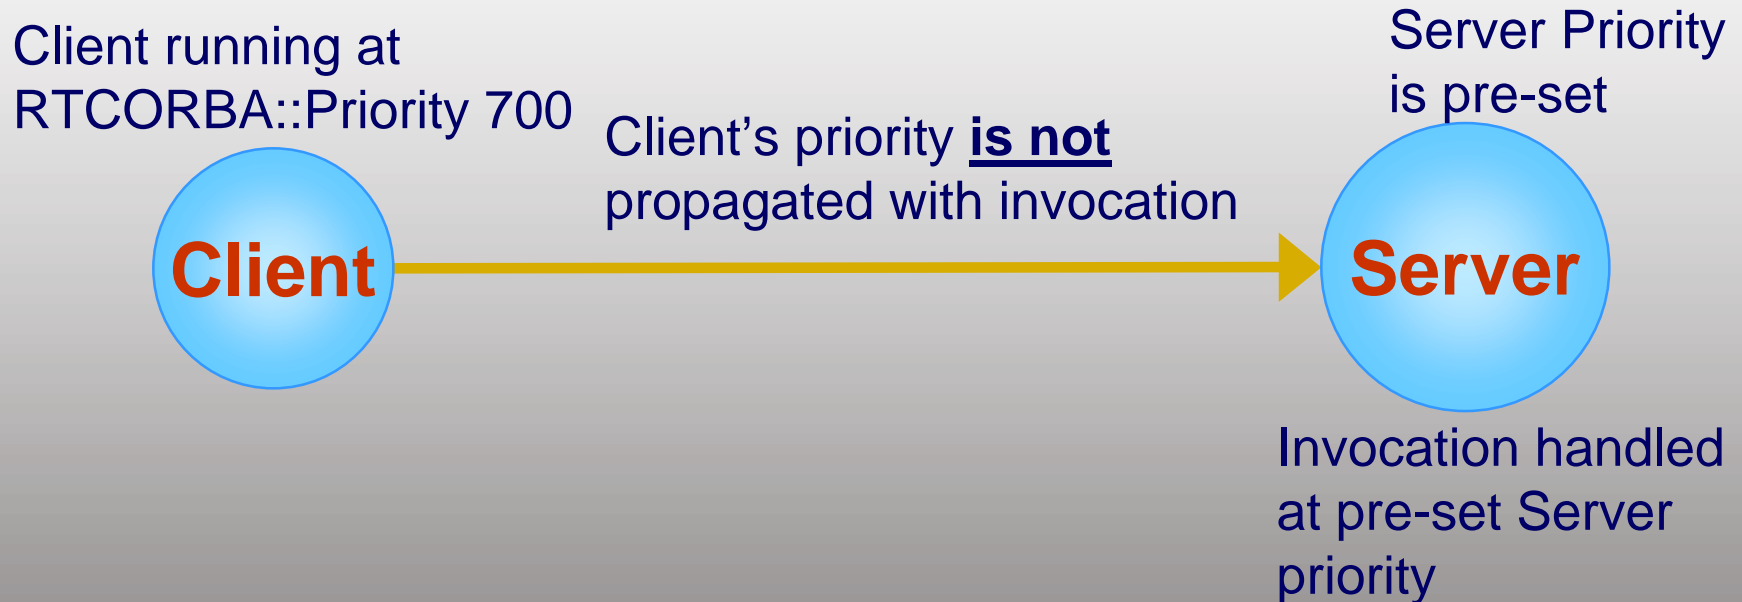 Client running at
RTCORBA::Priority 700
Client’s priority is not
propagated with invocation
Server Priority
is pre-set
Client
Server
Invocation handled
at pre-set Server
priority